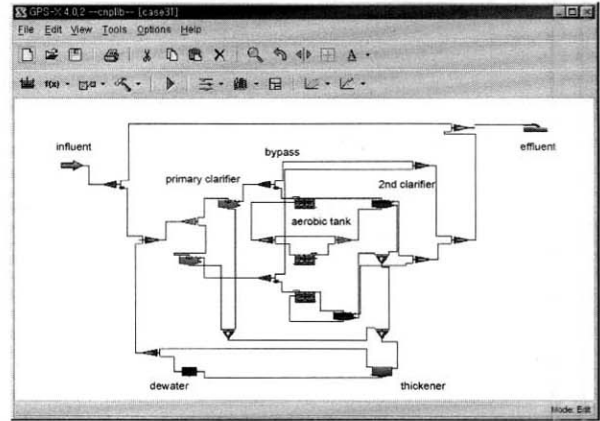 GPS-X 4.0.2 --cnplib-- [case31]
File Edit View Tools Options Help
influent
bypass
effluent
primary clarifier
2nd clarifier
aerobic tank
dewater
thickener
Mode: Edit